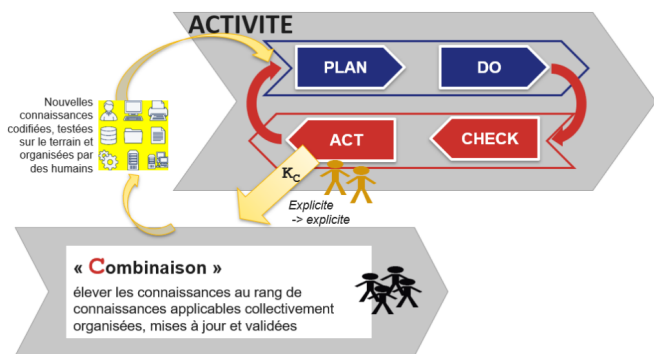 ACTIVITE
PLAN
DO
Nouvelles
connaissances
codifiées, testées
sur le terrain et
organisées par
des humains
ACT
CHECK
KC
Explicite
-> explicite
« Combinaison »
élever les connaissances au rang de
connaissances applicables collectivement
organisées, mises à jour et validées